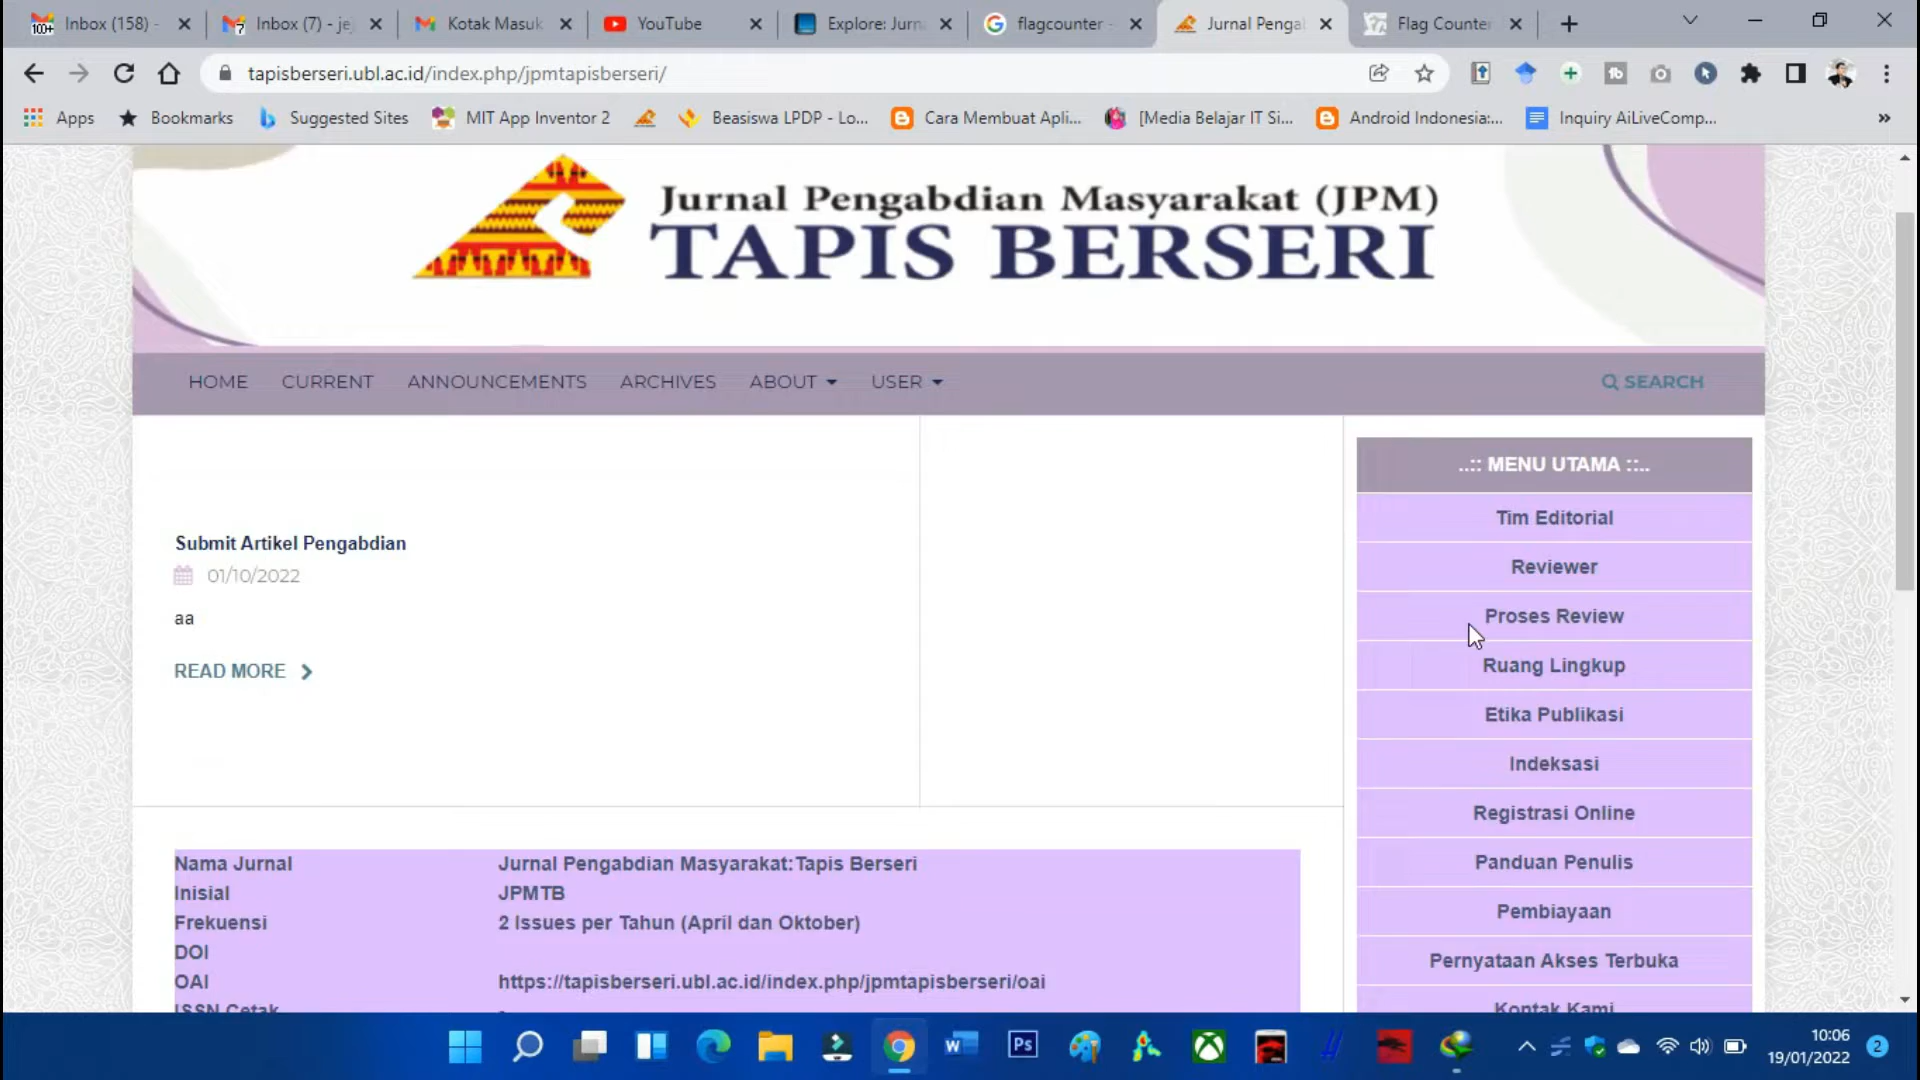 Inbox (158) -
Inbox (7) - je
Kotak Masuk
YouTube
Explore: Jurn
flagcounter -
Jurnal Penga
Flag Counter
tapisberseri.ubl.ac.id/index.php/jpmtapisberseri/
Apps
Bookmarks
Suggested Sites
MIT App Inventor 2
Beasiswa LPDP - Lo...
Cara Membuat Apli...
[Media Belajar IT Si...
Android Indonesia:...
Inquiry AiLiveComp...
Jurnal Pengabdian Masyarakat (JPM)
TAPIS BERSERI
HOME
CURRENT
ANNOUNCEMENTS
ARCHIVES
ABOUT
USER
SEARCH
Submit Artikel Pengabdian
01/10/2022
aa
READ MORE
..:: MENU UTAMA ::..
Tim Editorial
Reviewer
Proses Review
Ruang Lingkup
Etika Publikasi
Indeksasi
Registrasi Online
Panduan Penulis
Pembiayaan
Pernyataan Akses Terbuka
Kontak Kami
Nama Jurnal Jurnal Pengabdian Masyarakat:Tapis Berseri
Inisial JPMTB
Frekuensi 2 Issues per Tahun (April dan Oktober)
DOI
OAI https://tapisberseri.ubl.ac.id/index.php/jpmtapisberseri/oai
ISSN Cetak -
10:06
19/01/2022
2